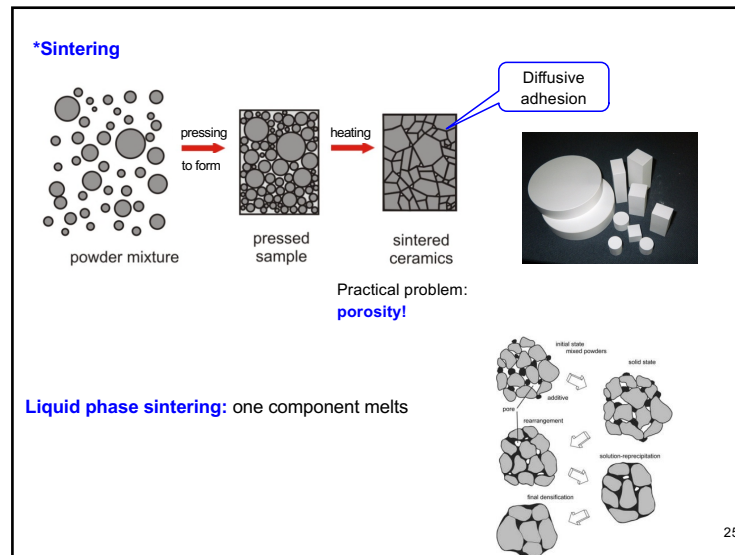 *Sintering
Diffusive
adhesion
pressing
to form
heating
powder mixture
pressed
sample
sintered
ceramics
Practical problem:
porosity!
initial state
mixed powders
solid state
additive
pore
rearrangement
solution-reprecipitation
final densification
Liquid phase sintering: one component melts
25